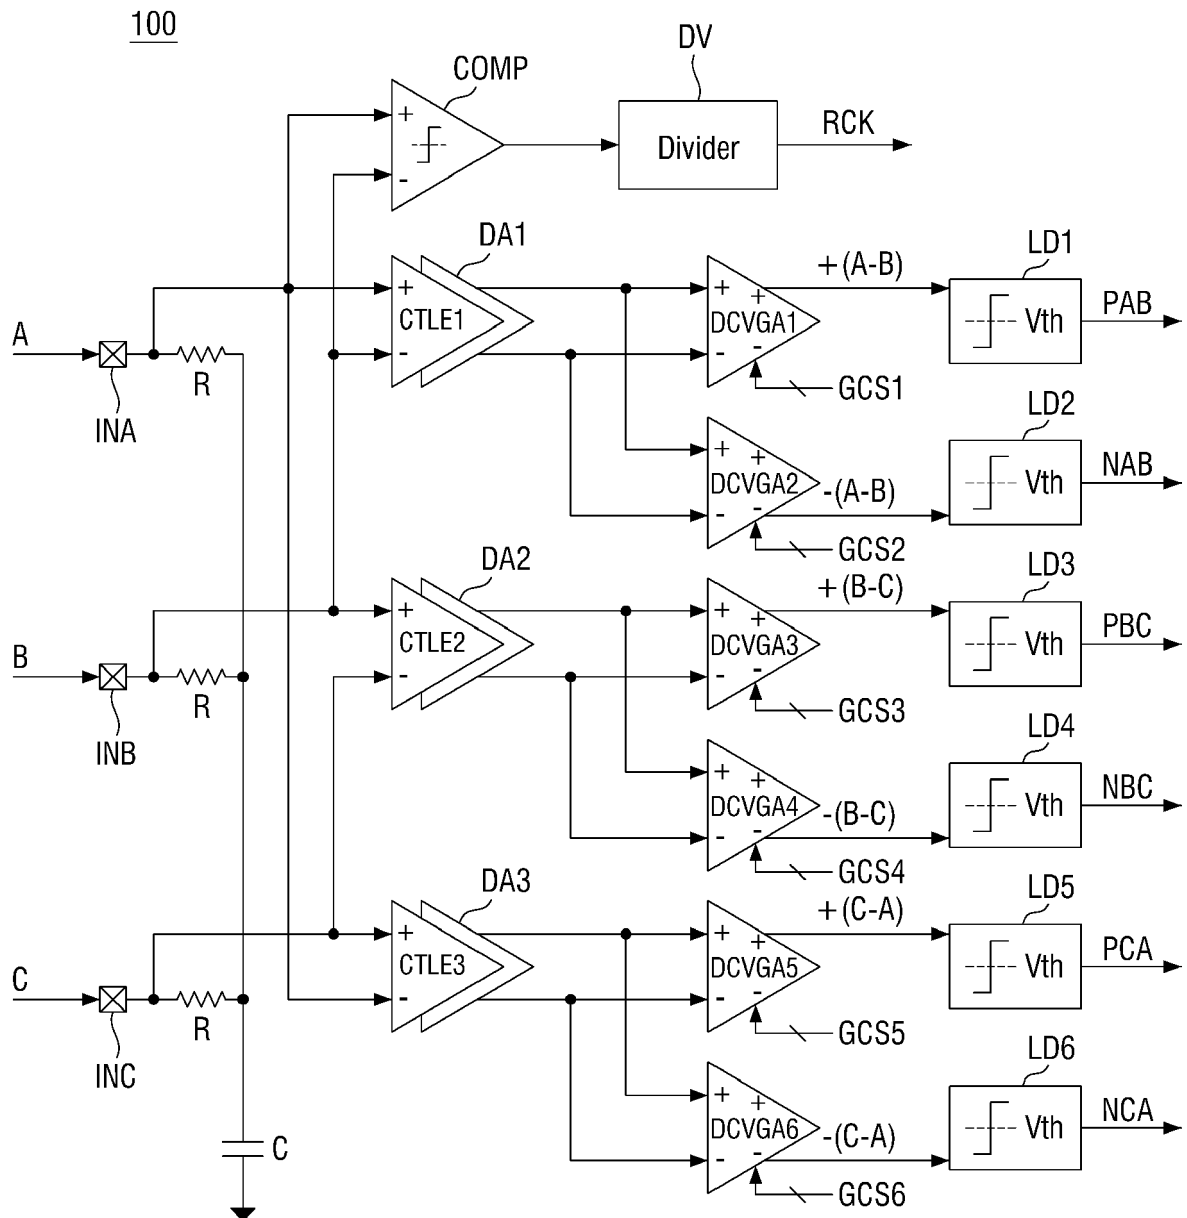 100
DV
COMP
+
-
Divider
RCK
DA1
+(A-B)
LD1
+
-
CTLE1
+
-
+
-
DCVGA1
Vth
PAB
A
R
INA
GCS1
LD2
+
-
+
-
DCVGA2
-(A-B)
Vth
NAB
GCS2
DA2
+(B-C)
LD3
+
-
CTLE2
+
-
+
-
DCVGA3
Vth
PBC
B
R
INB
GCS3
LD4
+
-
+
-
DCVGA4
-(B-C)
Vth
NBC
GCS4
DA3
+(C-A)
LD5
+
-
CTLE3
+
-
+
-
DCVGA5
Vth
PCA
C
R
INC
GCS5
LD6
+
-
+
-
DCVGA6
-(C-A)
Vth
NCA
C
GCS6